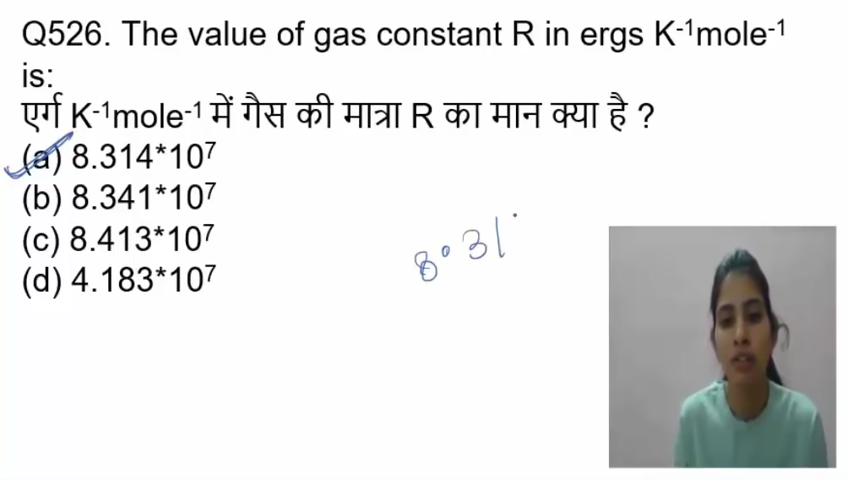 Q526. The value of gas constant R in ergs K⁻¹mole⁻¹
is:
एर्ग K⁻¹mole⁻¹ में गैस की मात्रा R का मान क्या है ?
(a) 8.314*10⁷
(b) 8.341*10⁷
(c) 8.413*10⁷
(d) 4.183*10⁷
8.31